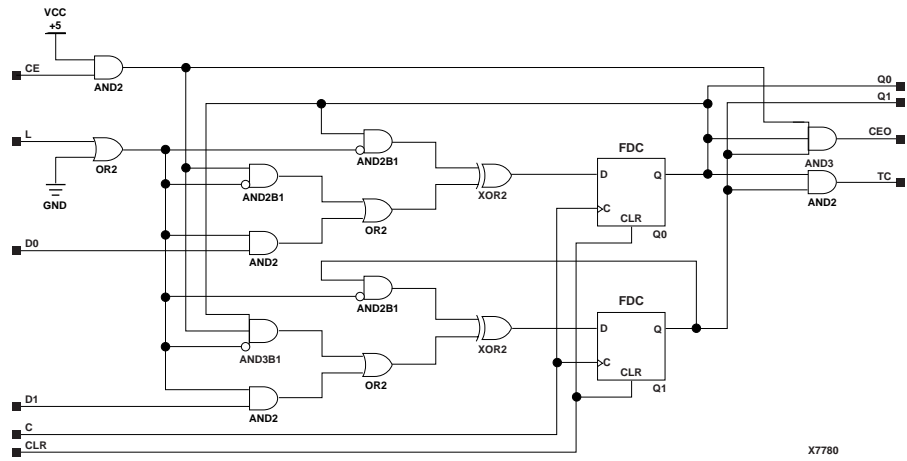 VCC
+5
CE
AND2
Q0
Q1
L
OR2
GND
AND2B1
FDC
CEO
AND3
D
Q
C
CLR
Q0
AND2B1
XOR2
OR2
TC
AND2
D0
AND2
AND2B1
FDC
D
Q
C
CLR
Q1
XOR2
AND3B1
OR2
D1
AND2
C
CLR
X7780